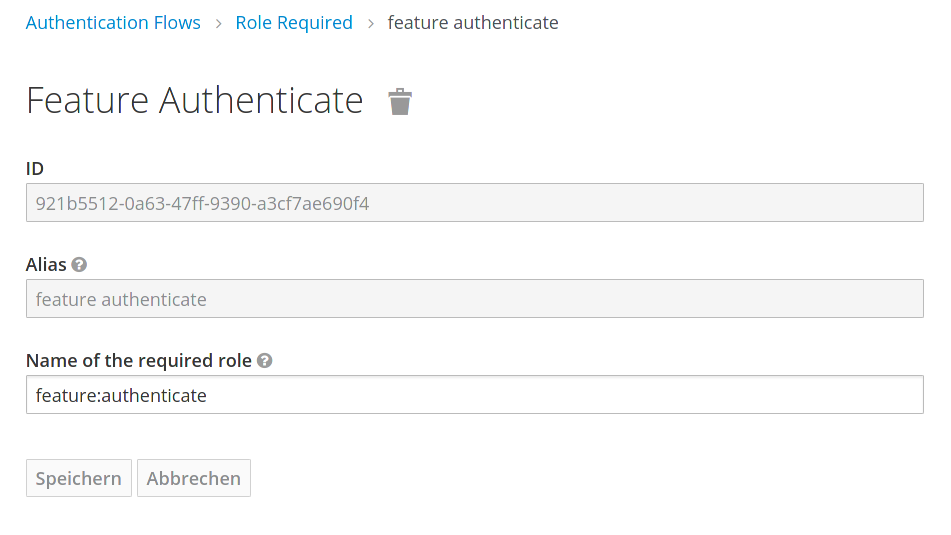 Authentication Flows > Role Required > feature authenticate
Feature Authenticate
ID
921b5512-0a63-47ff-9390-a3cf7ae690f4
Alias ?
feature authenticate
Name of the required role ?
feature:authenticate
Speichern Abbrechen